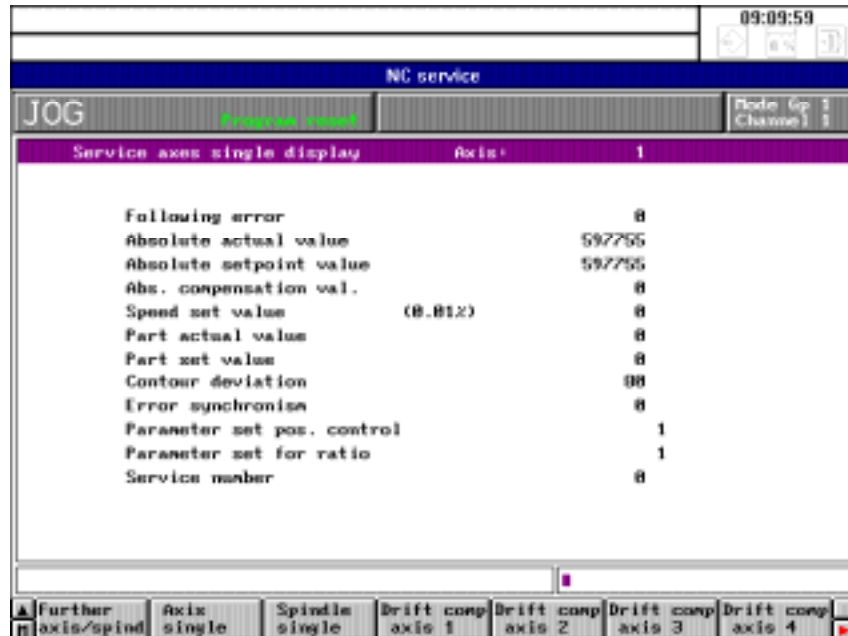 09:09:59
NC service
JOG
Program reset
Mode Gp 1
Channel 1
Service axes single display Axis: 1
Following error 0
Absolute actual value 597755
Absolute setpoint value 597755
Abs. compensation val. 0
Speed set value (0.01%) 0
Part actual value 0
Part set value 0
Contour deviation
Error synchronism 0
Parameter set pos. control 1
Parameter set for ratio 1
Service number 0
Further axis/spind
Axis single
Spindle single
Drift comp axis 1
Drift comp axis 2
Drift comp axis 3
Drift comp axis 4